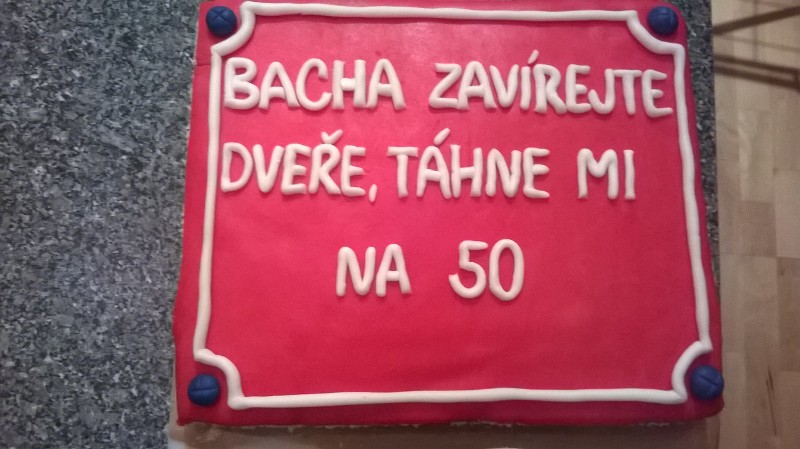 BACHA ZAVÍREJTE
DVEŘE, TÁHNE MI
NA 50